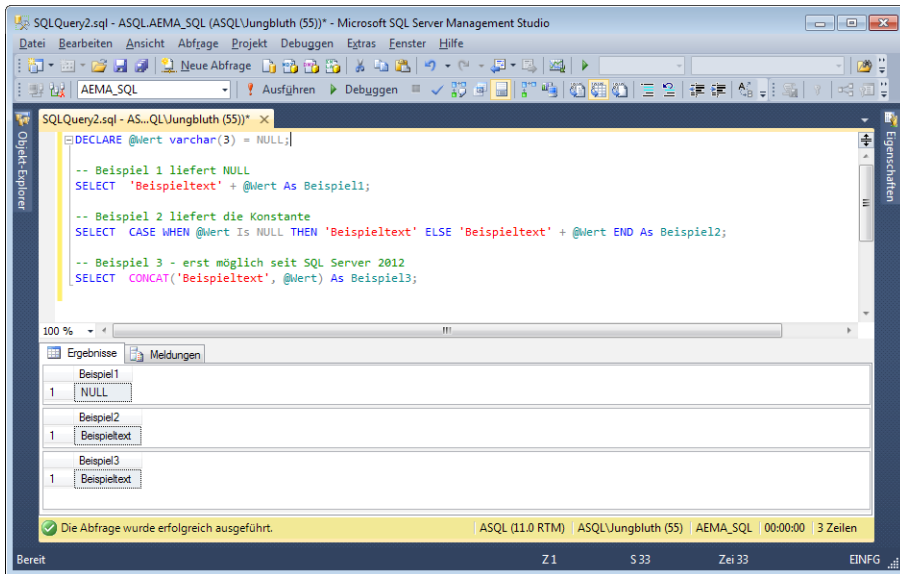 SQLQuery2.sql - ASQL.AEMA_SQL (ASQL\Jungbluth (55))* - Microsoft SQL Server Management Studio
Datei Bearbeiten Ansicht Abfrage Projekt Debuggen Extras Fenster Hilfe
Neue Abfrage
AEMA_SQL Ausführen Debuggen
SQLQuery2.sql - AS...QL\Jungbluth (55))*
Objekt-Explorer
Eigenschaften
DECLARE @Wert varchar(3) = NULL;
-- Beispiel 1 liefert NULL
SELECT 'Beispieltext' + @Wert As Beispiel1;
-- Beispiel 2 liefert die Konstante
SELECT CASE WHEN @Wert Is NULL THEN 'Beispieltext' ELSE 'Beispieltext' + @Wert END As Beispiel2;
-- Beispiel 3 - erst möglich seit SQL Server 2012
SELECT CONCAT('Beispieltext', @Wert) As Beispiel3;
100 %
Ergebnisse Meldungen
Beispiel1
1 NULL
Beispiel2
1 Beispieltext
Beispiel3
1 Beispieltext
Die Abfrage wurde erfolgreich ausgeführt. ASQL (11.0 RTM) ASQL\Jungbluth (55) AEMA_SQL 00:00:00 3 Zeilen
Bereit Z 1 S 33 Zei 33 EINFG